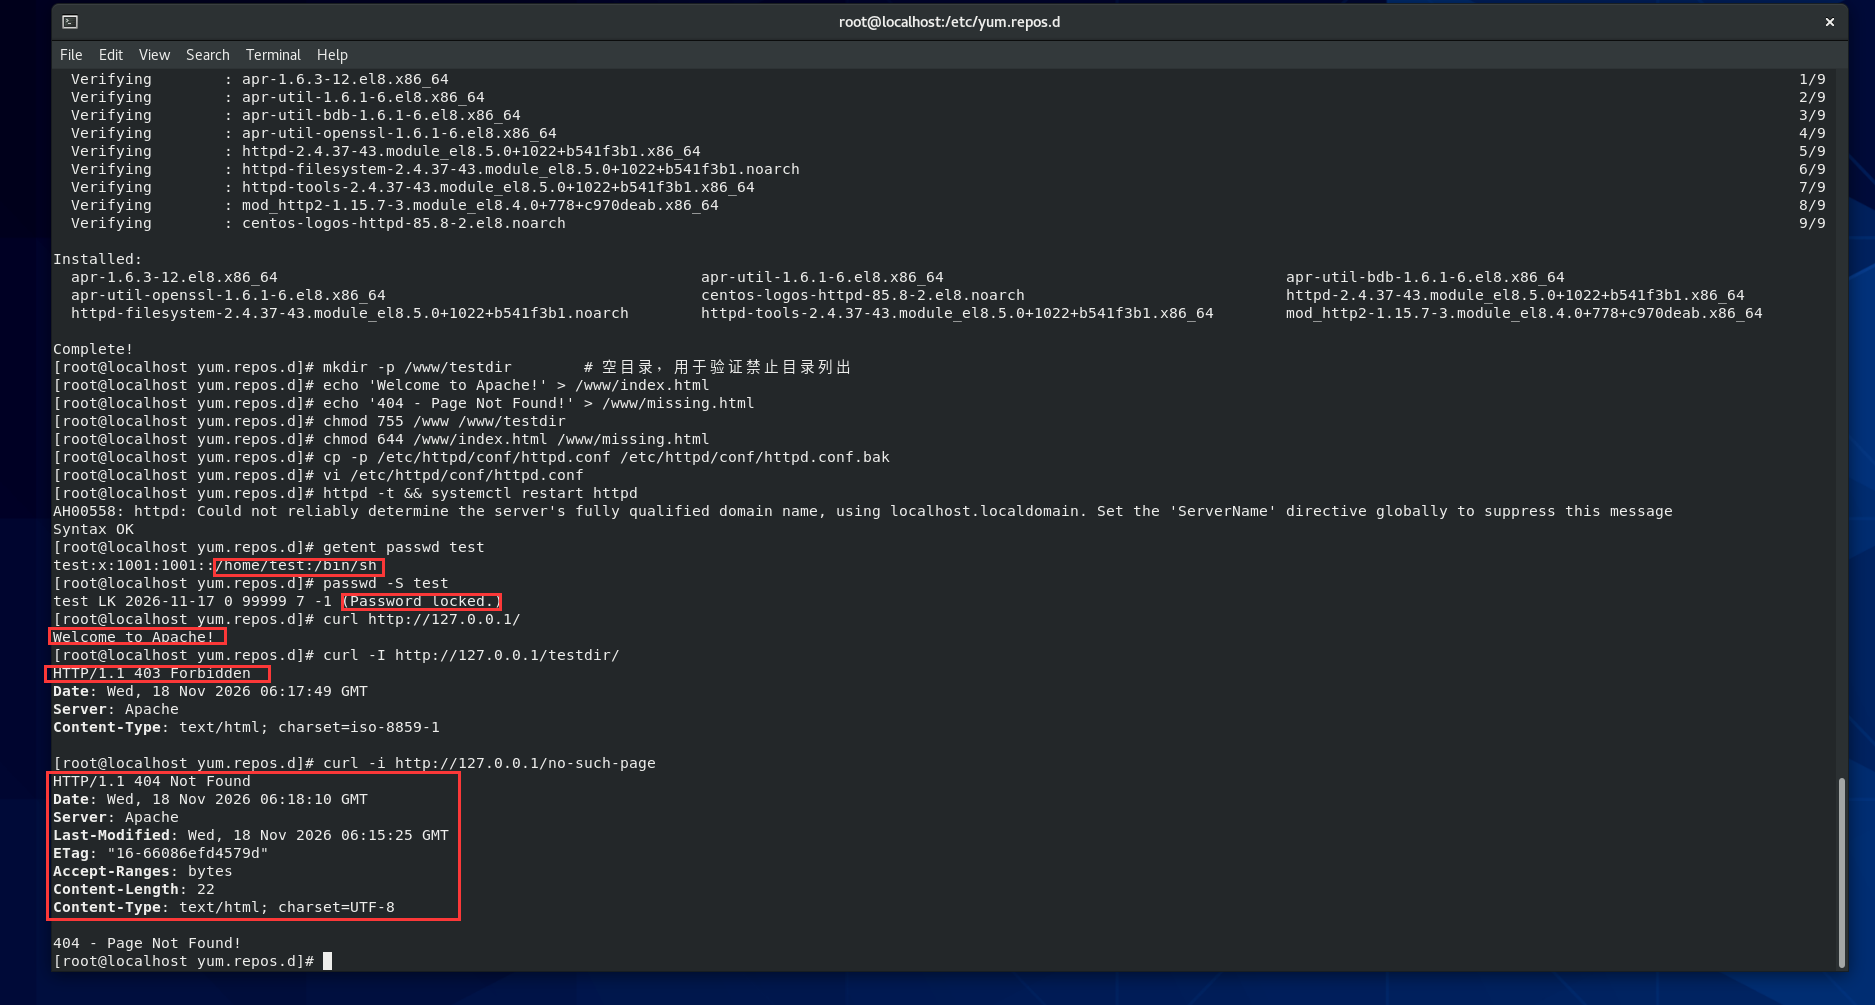 root@localhost:/etc/yum.repos.d
File Edit View Search Terminal Help
Verifying : apr-1.6.3-12.el8.x86_64 1/9
Verifying : apr-util-1.6.1-6.el8.x86_64 2/9
Verifying : apr-util-bdb-1.6.1-6.el8.x86_64 3/9
Verifying : apr-util-openssl-1.6.1-6.el8.x86_64 4/9
Verifying : httpd-2.4.37-43.module_el8.5.0+1022+b541f3b1.x86_64 5/9
Verifying : httpd-filesystem-2.4.37-43.module_el8.5.0+1022+b541f3b1.noarch 6/9
Verifying : httpd-tools-2.4.37-43.module_el8.5.0+1022+b541f3b1.x86_64 7/9
Verifying : mod_http2-1.15.7-3.module_el8.4.0+778+c970deab.x86_64 8/9
Verifying : centos-logos-httpd-85.8-2.el8.noarch 9/9
Installed:
apr-1.6.3-12.el8.x86_64 apr-util-1.6.1-6.el8.x86_64 apr-util-bdb-1.6.1-6.el8.x86_64
apr-util-openssl-1.6.1-6.el8.x86_64 centos-logos-httpd-85.8-2.el8.noarch httpd-2.4.37-43.module_el8.5.0+1022+b541f3b1.x86_64
httpd-filesystem-2.4.37-43.module_el8.5.0+1022+b541f3b1.noarch httpd-tools-2.4.37-43.module_el8.5.0+1022+b541f3b1.x86_64 mod_http2-1.15.7-3.module_el8.4.0+778+c970deab.x86_64
Complete!
[root@localhost yum.repos.d]# mkdir -p /www/testdir # 空目录，用于验证禁止目录列出
[root@localhost yum.repos.d]# echo 'Welcome to Apache!' > /www/index.html
[root@localhost yum.repos.d]# echo '404 - Page Not Found!' > /www/missing.html
[root@localhost yum.repos.d]# chmod 755 /www /www/testdir
[root@localhost yum.repos.d]# chmod 644 /www/index.html /www/missing.html
[root@localhost yum.repos.d]# cp -p /etc/httpd/conf/httpd.conf /etc/httpd/conf/httpd.conf.bak
[root@localhost yum.repos.d]# vi /etc/httpd/conf/httpd.conf
[root@localhost yum.repos.d]# httpd -t && systemctl restart httpd
AH00558: httpd: Could not reliably determine the server's fully qualified domain name, using localhost.localdomain. Set the 'ServerName' directive globally to suppress this message
Syntax OK
[root@localhost yum.repos.d]# getent passwd test
test:x:1001:1001::/home/test:/bin/sh
[root@localhost yum.repos.d]# passwd -S test
test LK 2026-11-17 0 99999 7 -1 (Password locked.)
[root@localhost yum.repos.d]# curl http://127.0.0.1/
Welcome to Apache!
[root@localhost yum.repos.d]# curl -I http://127.0.0.1/testdir/
HTTP/1.1 403 Forbidden
Date: Wed, 18 Nov 2026 06:17:49 GMT
Server: Apache
Content-Type: text/html; charset=iso-8859-1
[root@localhost yum.repos.d]# curl -i http://127.0.0.1/no-such-page
HTTP/1.1 404 Not Found
Date: Wed, 18 Nov 2026 06:18:10 GMT
Server: Apache
Last-Modified: Wed, 18 Nov 2026 06:15:25 GMT
ETag: "16-66086efd4579d"
Accept-Ranges: bytes
Content-Length: 22
Content-Type: text/html; charset=UTF-8
404 - Page Not Found!
[root@localhost yum.repos.d]#